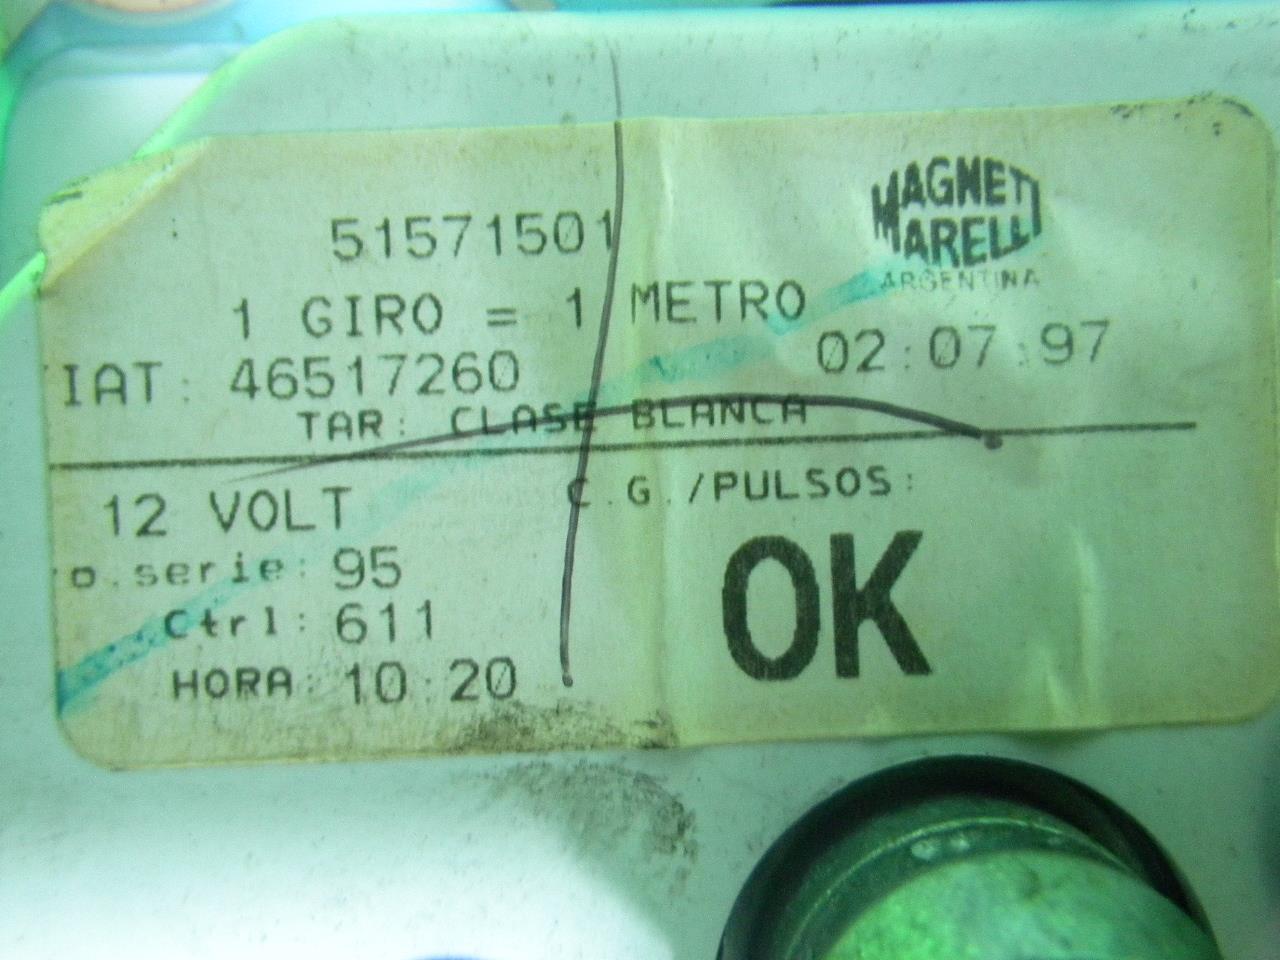 51571501
MAGNETI
MARELLI
ARGENTINA
1 GIRO = 1 METRO
IAT: 46517260
02:07:97
TAR: CLASE BLANCA
12 VOLT
C.G./PULSOS:
o.serie: 95
OK
Ctrl: 611
HORA: 10:20